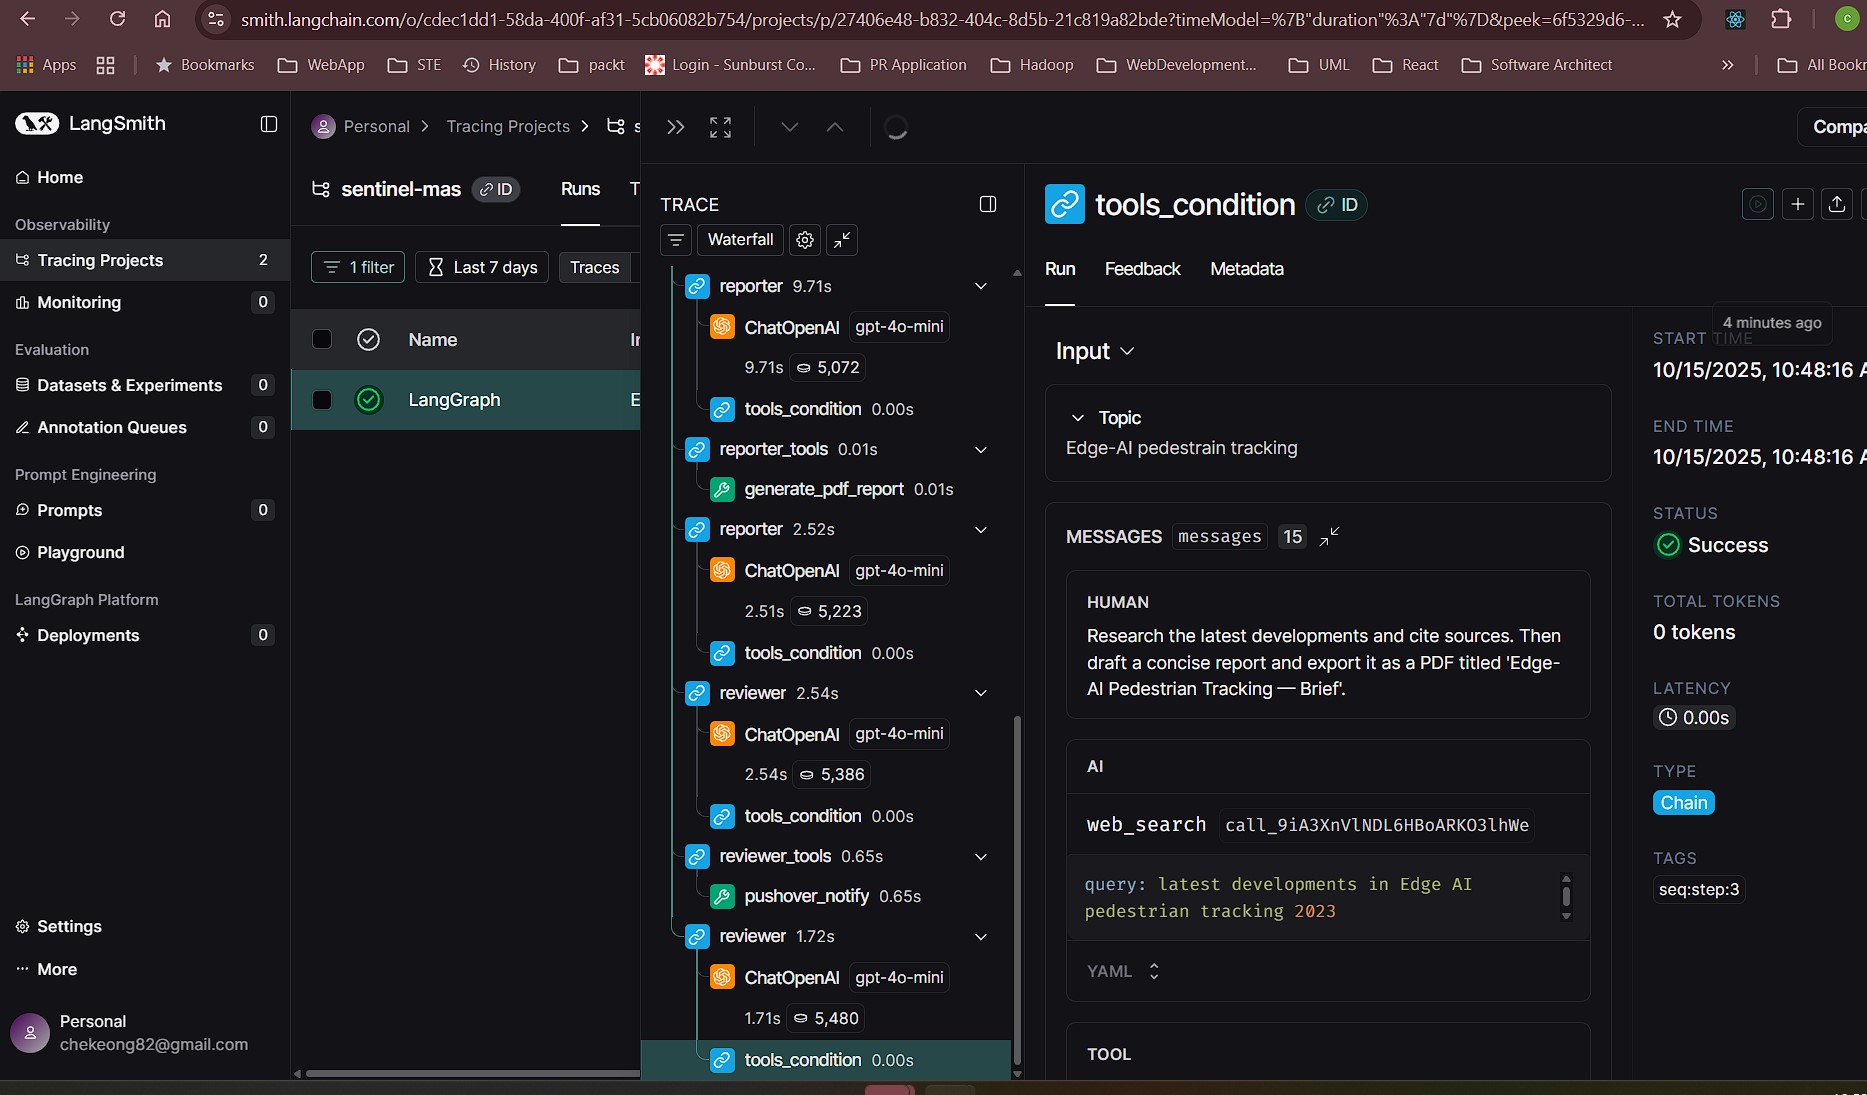 smith.langchain.com/o/cdec1dd1-58da-400f-af31-5cb06082b754/projects/p/27406e48-b832-404c-8d5b-21c819a82bde?timeModel=%7B"duration"%3A"7d"%7D&peek=6f5329d6-...
C
Apps
Bookmarks
WebApp
STE
History
packt
Login - Sunburst Co...
PR Application
Hadoop
WebDevelopment...
UML
React
Software Architect
»
All Bookr
LangSmith
Home
Observability
Tracing Projects 2
Monitoring 0
Evaluation
Datasets & Experiments 0
Annotation Queues 0
Prompt Engineering
Prompts 0
Playground
LangGraph Platform
Deployments 0
Settings
More
Personal
chekeong82@gmail.com
Personal > Tracing Projects > s
sentinel-mas ID Runs T
1 filter Last 7 days Traces
Name I
LangGraph E
TRACE
Waterfall
reporter 9.71s
ChatOpenAI gpt-4o-mini
9.71s 5,072
tools_condition 0.00s
reporter_tools 0.01s
generate_pdf_report 0.01s
reporter 2.52s
ChatOpenAI gpt-4o-mini
2.51s 5,223
tools_condition 0.00s
reviewer 2.54s
ChatOpenAI gpt-4o-mini
2.54s 5,386
tools_condition 0.00s
reviewer_tools 0.65s
pushover_notify 0.65s
reviewer 1.72s
ChatOpenAI gpt-4o-mini
1.71s 5,480
tools_condition 0.00s
Compa
tools_condition ID
Run Feedback Metadata
Input
Topic
Edge-AI pedestrain tracking
MESSAGES messages 15
HUMAN
Research the latest developments and cite sources. Then
draft a concise report and export it as a PDF titled 'Edge-
AI Pedestrian Tracking — Brief'.
AI
web_search call_9iA3XnVlNDL6HBoARKO3lhWe
query: latest developments in Edge AI
pedestrian tracking 2023
YAML
TOOL
4 minutes ago
START TIME
10/15/2025, 10:48:16 A
END TIME
10/15/2025, 10:48:16 A
STATUS
Success
TOTAL TOKENS
0 tokens
LATENCY
0.00s
TYPE
Chain
TAGS
seq:step:3